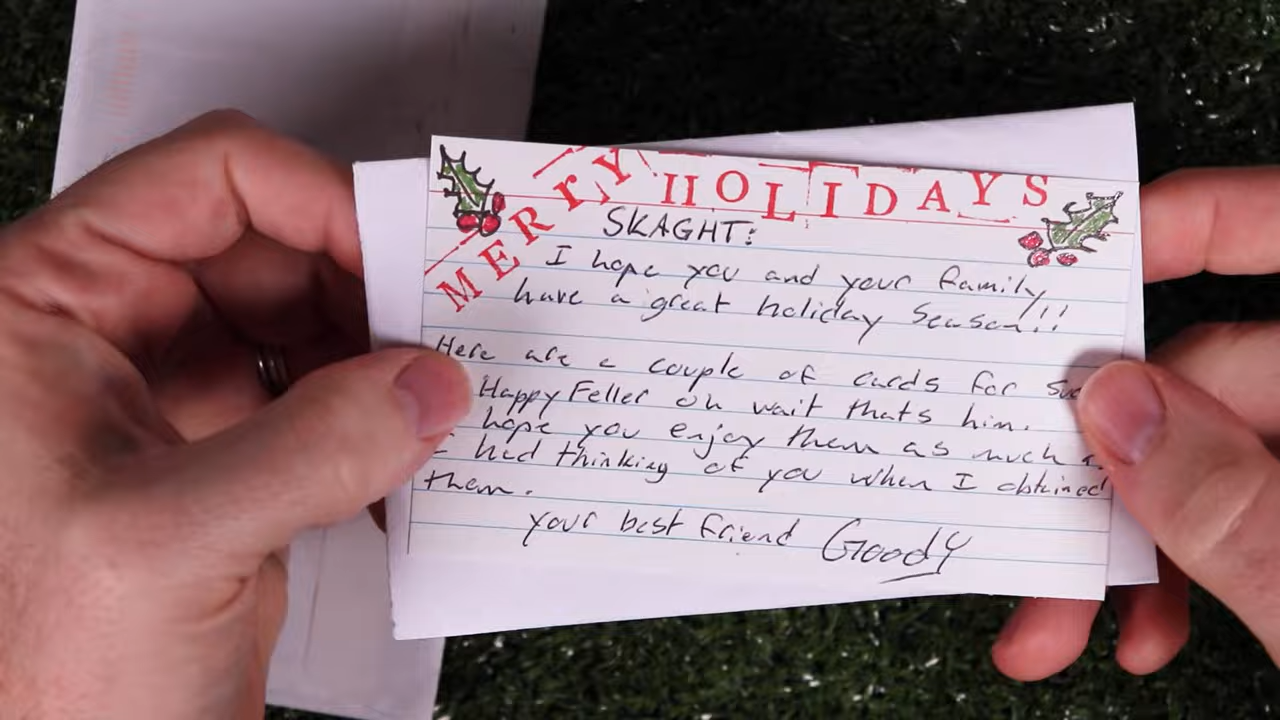 MERRY HOLIDAYS
SKAGHT:
I hope you and your family
have a great holiday season!!!
Here are a couple of cards for
Happy Feller oh wait thats him.
hope you enjoy them as much
I had thinking of you when I obtained
them.
your best friend Goody